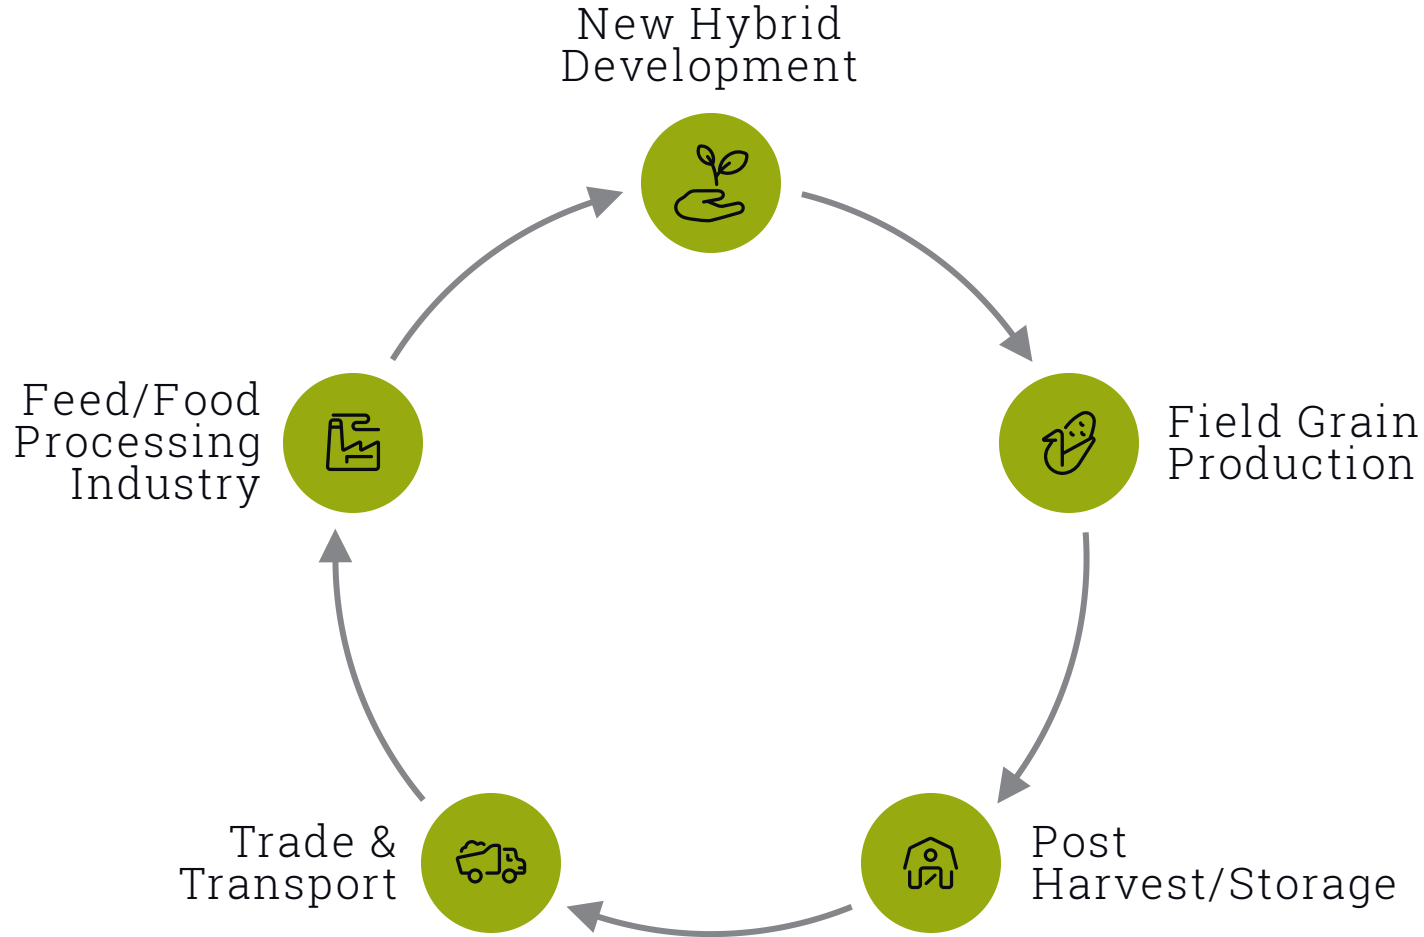 New Hybrid
Development
Field Grain
Production
Post
Harvest/Storage
Trade &
Transport
Feed/Food
Processing
Industry